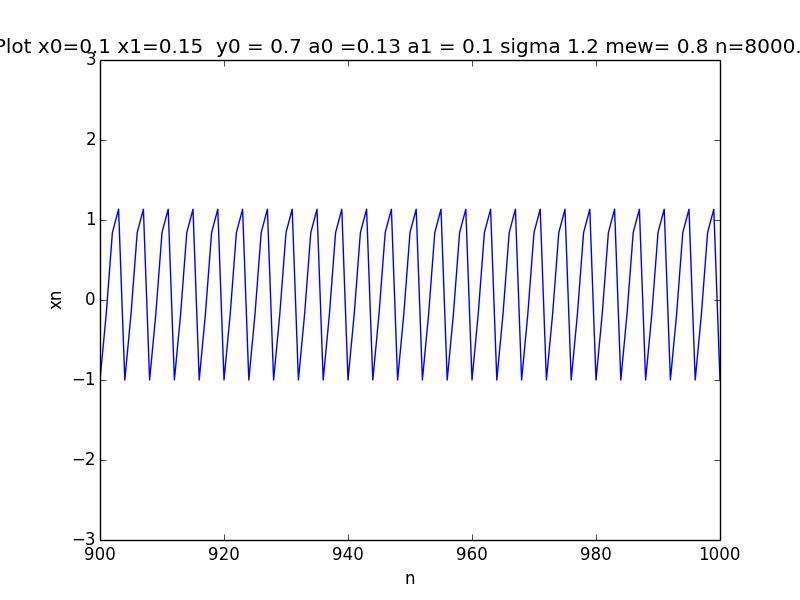 Plot x0=0.1 x1=0.15  y0 = 0.7 a0 =0.13 a1 = 0.1 sigma 1.2 mew= 0.8 n=8000.
3
2
1
0
−1
−2
−3
xn
900 920 940 960 980 1000
n